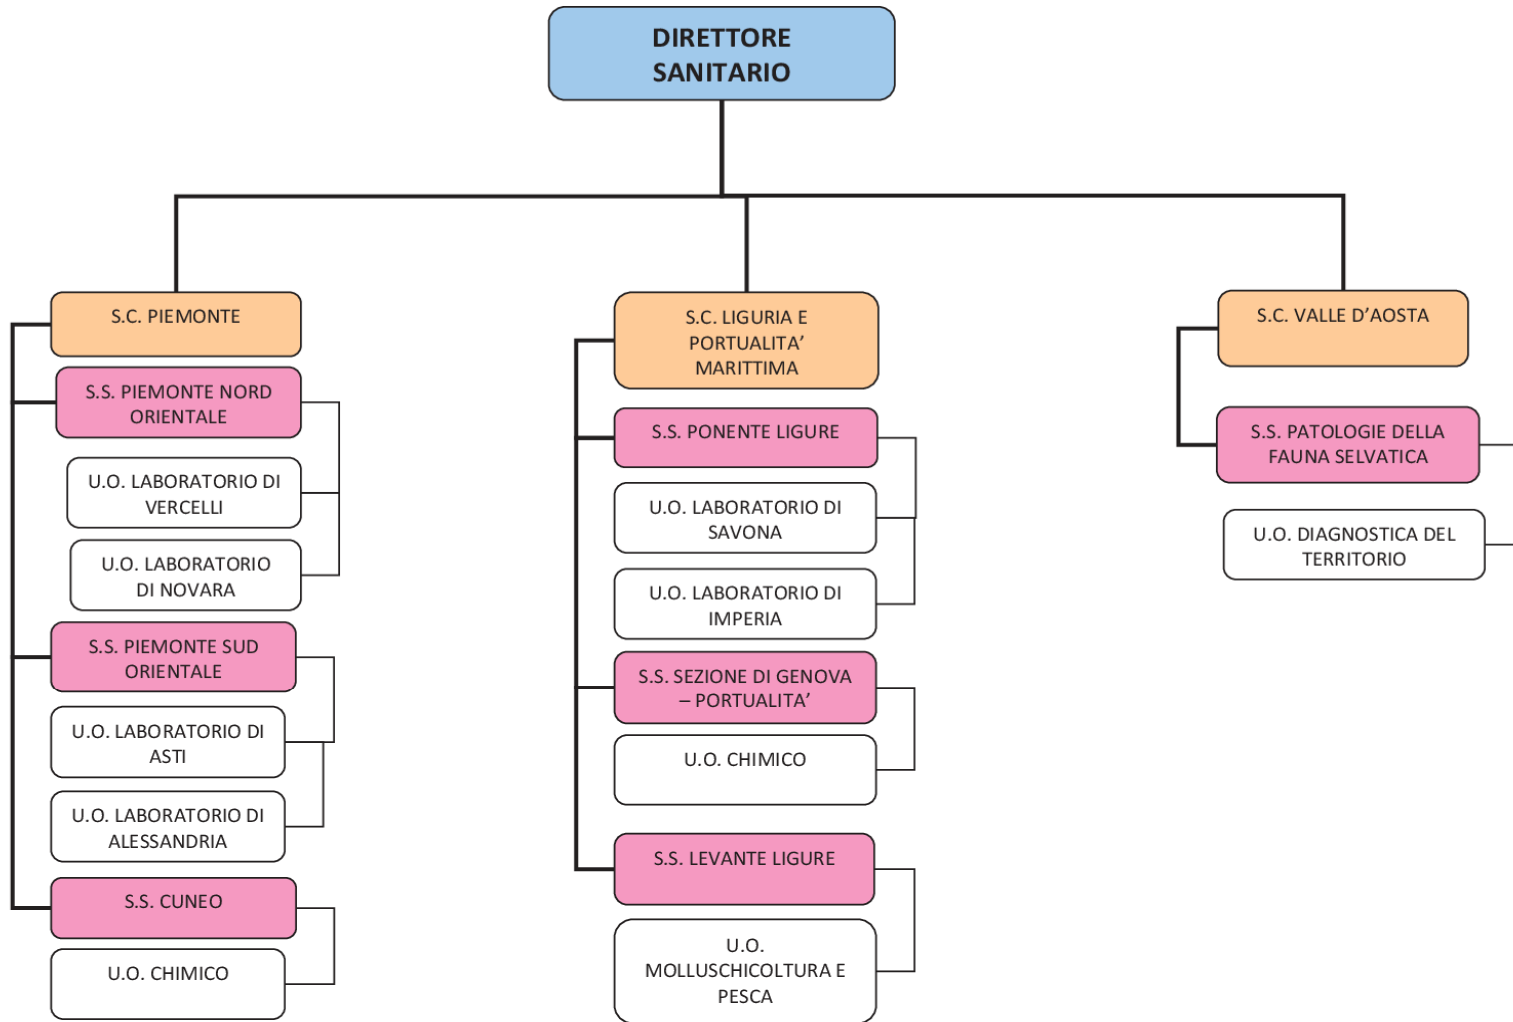 DIRETTORE
SANITARIO
S.C. PIEMONTE
S.S. PIEMONTE NORD
ORIENTALE
U.O. LABORATORIO DI
VERCELLI
U.O. LABORATORIO
DI NOVARA
S.S. PIEMONTE SUD
ORIENTALE
U.O. LABORATORIO DI
ASTI
U.O. LABORATORIO DI
ALESSANDRIA
S.S. CUNEO
U.O. CHIMICO
S.C. LIGURIA E
PORTUALITA’
MARITTIMA
S.S. PONENTE LIGURE
U.O. LABORATORIO DI
SAVONA
U.O. LABORATORIO DI
IMPERIA
S.S. SEZIONE DI GENOVA
– PORTUALITA’
U.O. CHIMICO
S.S. LEVANTE LIGURE
U.O.
MOLLUSCHICOLTURA E
PESCA
S.C. VALLE D’AOSTA
S.S. PATOLOGIE DELLA
FAUNA SELVATICA
U.O. DIAGNOSTICA DEL
TERRITORIO